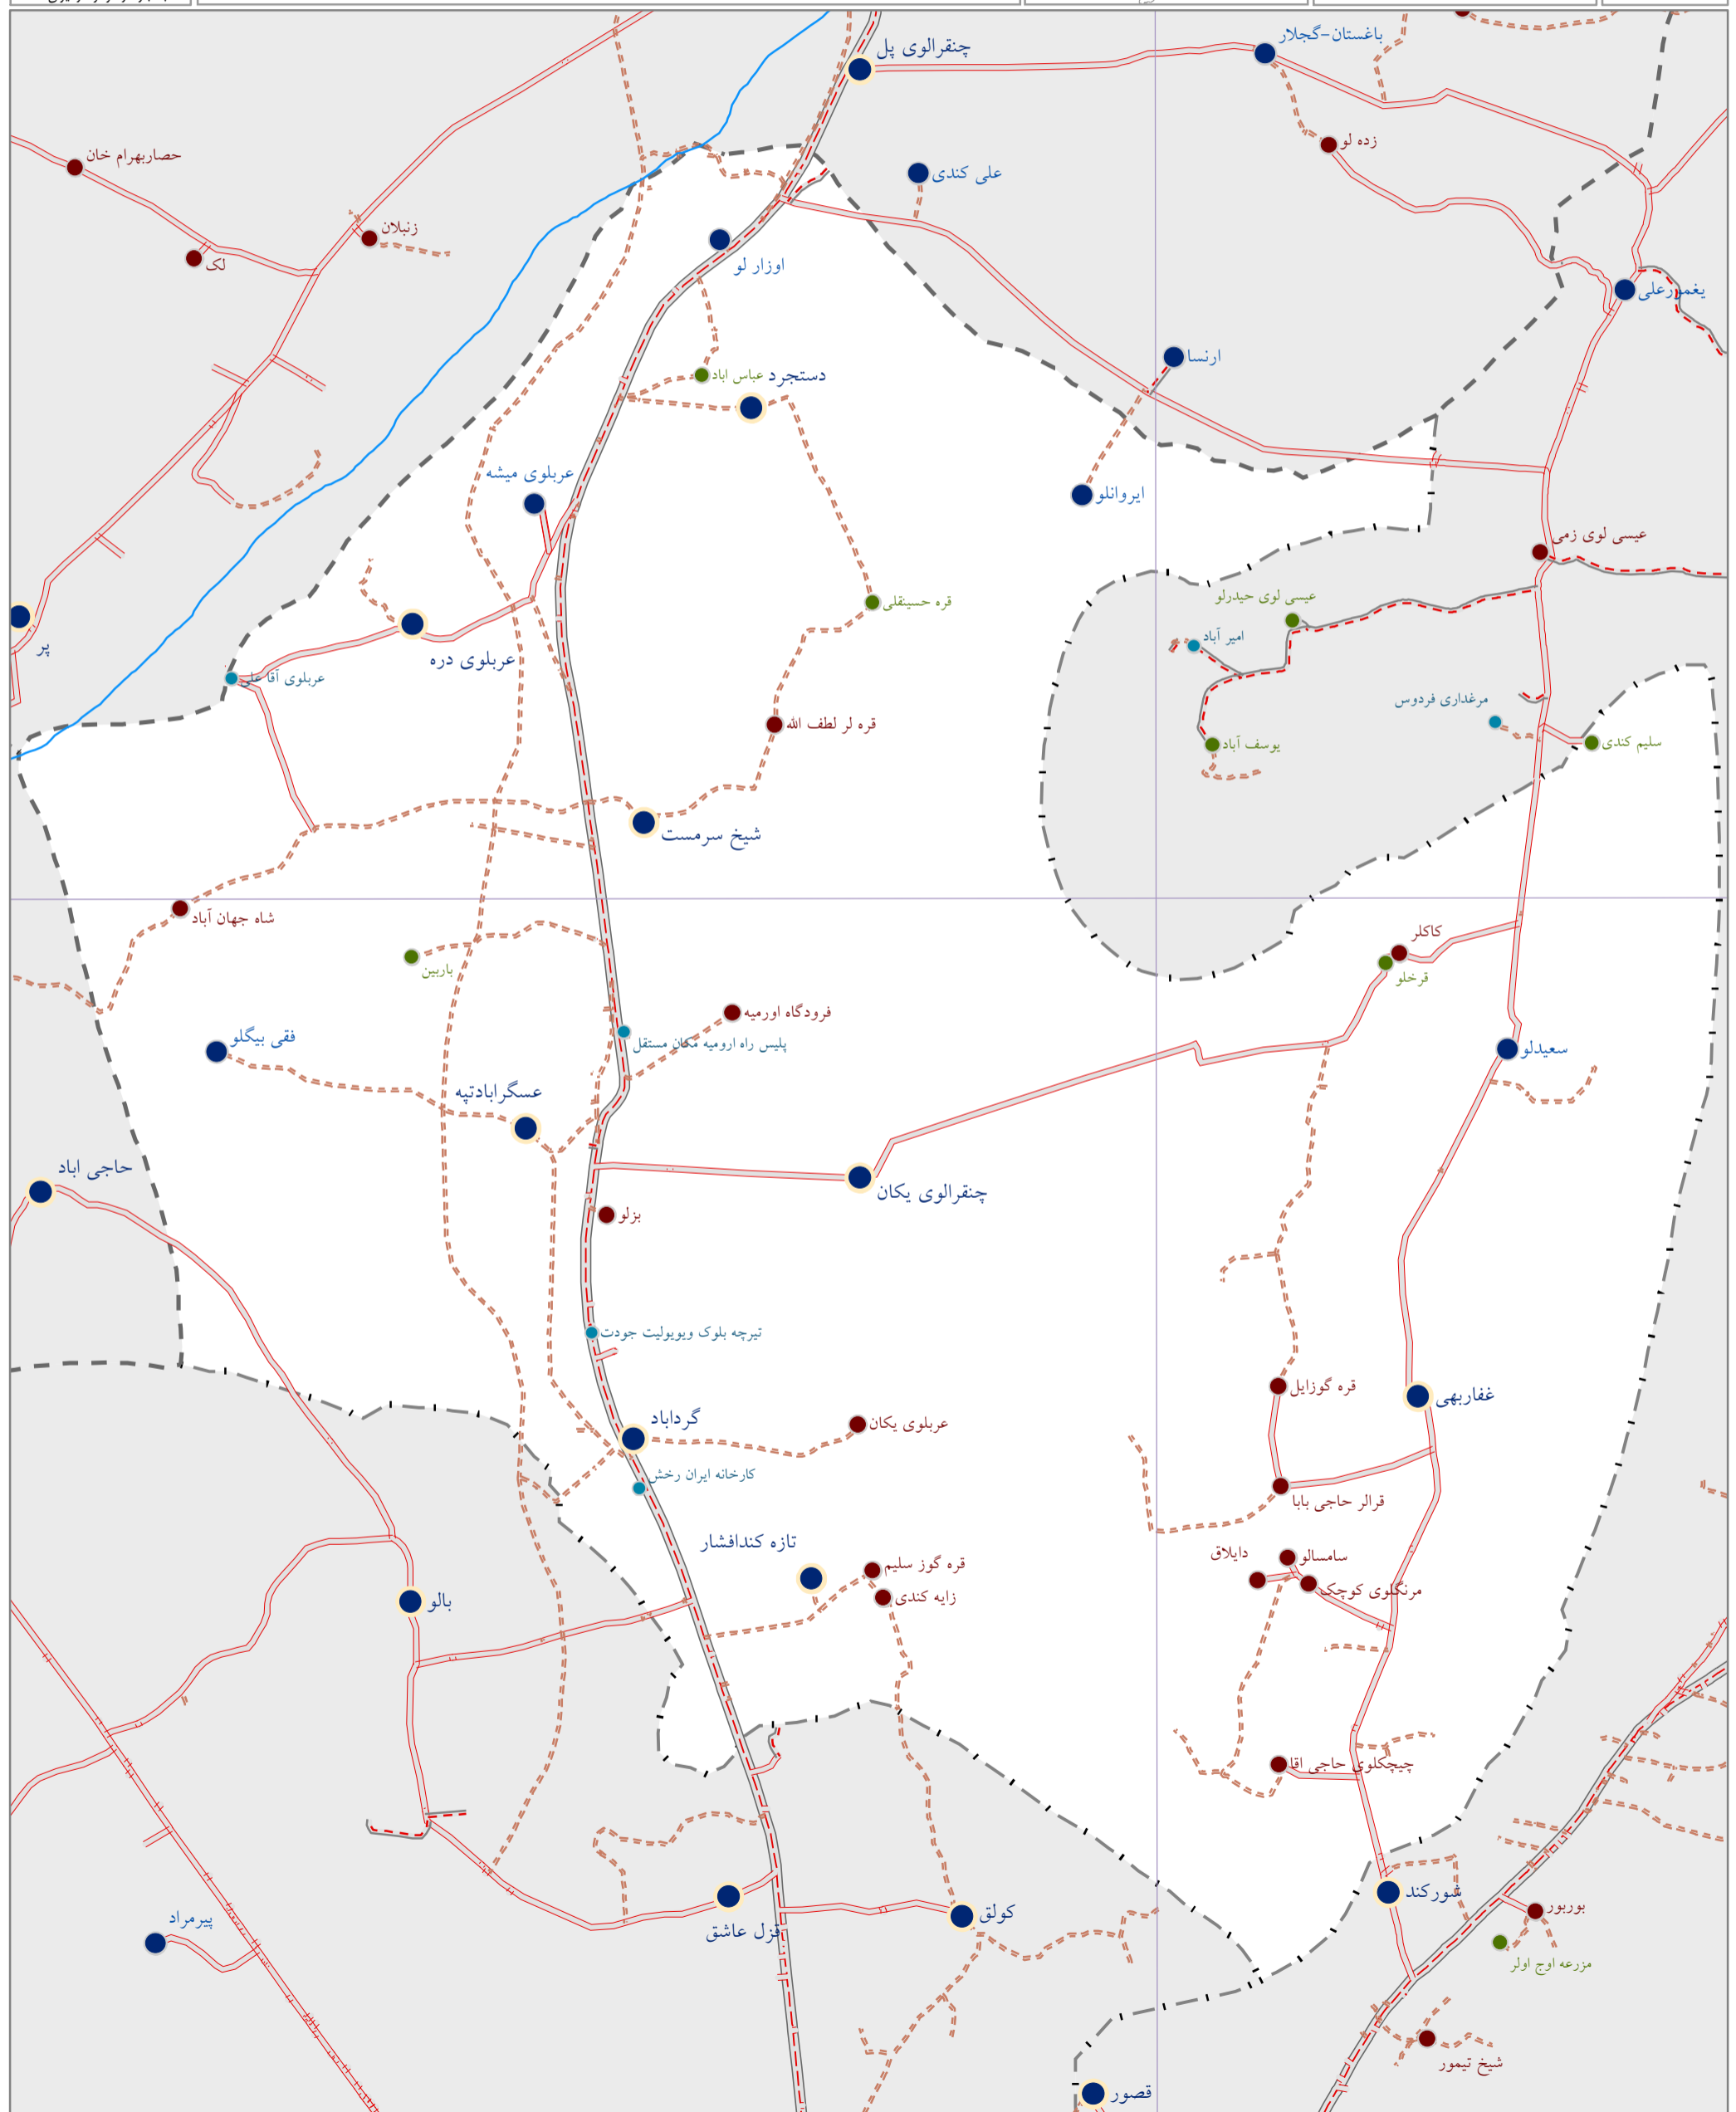 چنقرالوی پل
باغستان-گجلار
زده لو
حصاربهرام خان
علی کندی
زنبلان
لک
اوزار لو
یغمورعلی
ارنسا
عباس اباد
دستجرد
عربلوی میشه
ایروانلو
عیسی لوی زمی
قره حسینقلی
عیسی لوی حیدرلو
امیر آباد
پر
عربلوی دره
عربلوی آقا علی
مرغداری فردوس
قره لر لطف الله
یوسف آباد
سلیم کندی
شیخ سرمست
شاه جهان آباد
کاکلر
باربین
قرخلو
فرودگاه اورمیه
فقی بیگلو
پلیس راه ارومیه مکان مستقل
سعیدلو
عسگرابادتپه
حاجی اباد
چنقرالوی یکان
بزلو
تیرچه بلوک ویویولیت جودت
قره گوزایل
غفاربهی
گرداباد
عربلوی یکان
کارخانه ایران رخش
قرالر حاجی بابا
تازه کندافشار
دایلاق
سامسالو
قره گوز سلیم
مرنگلوی کوچک
زایه کندی
بالو
چیچکلوی حاجی اقا
شورکند
بوربور
کولق
پیرمراد
قزل عاشق
مزرعه اوج اولر
شیخ تیمور
قصور